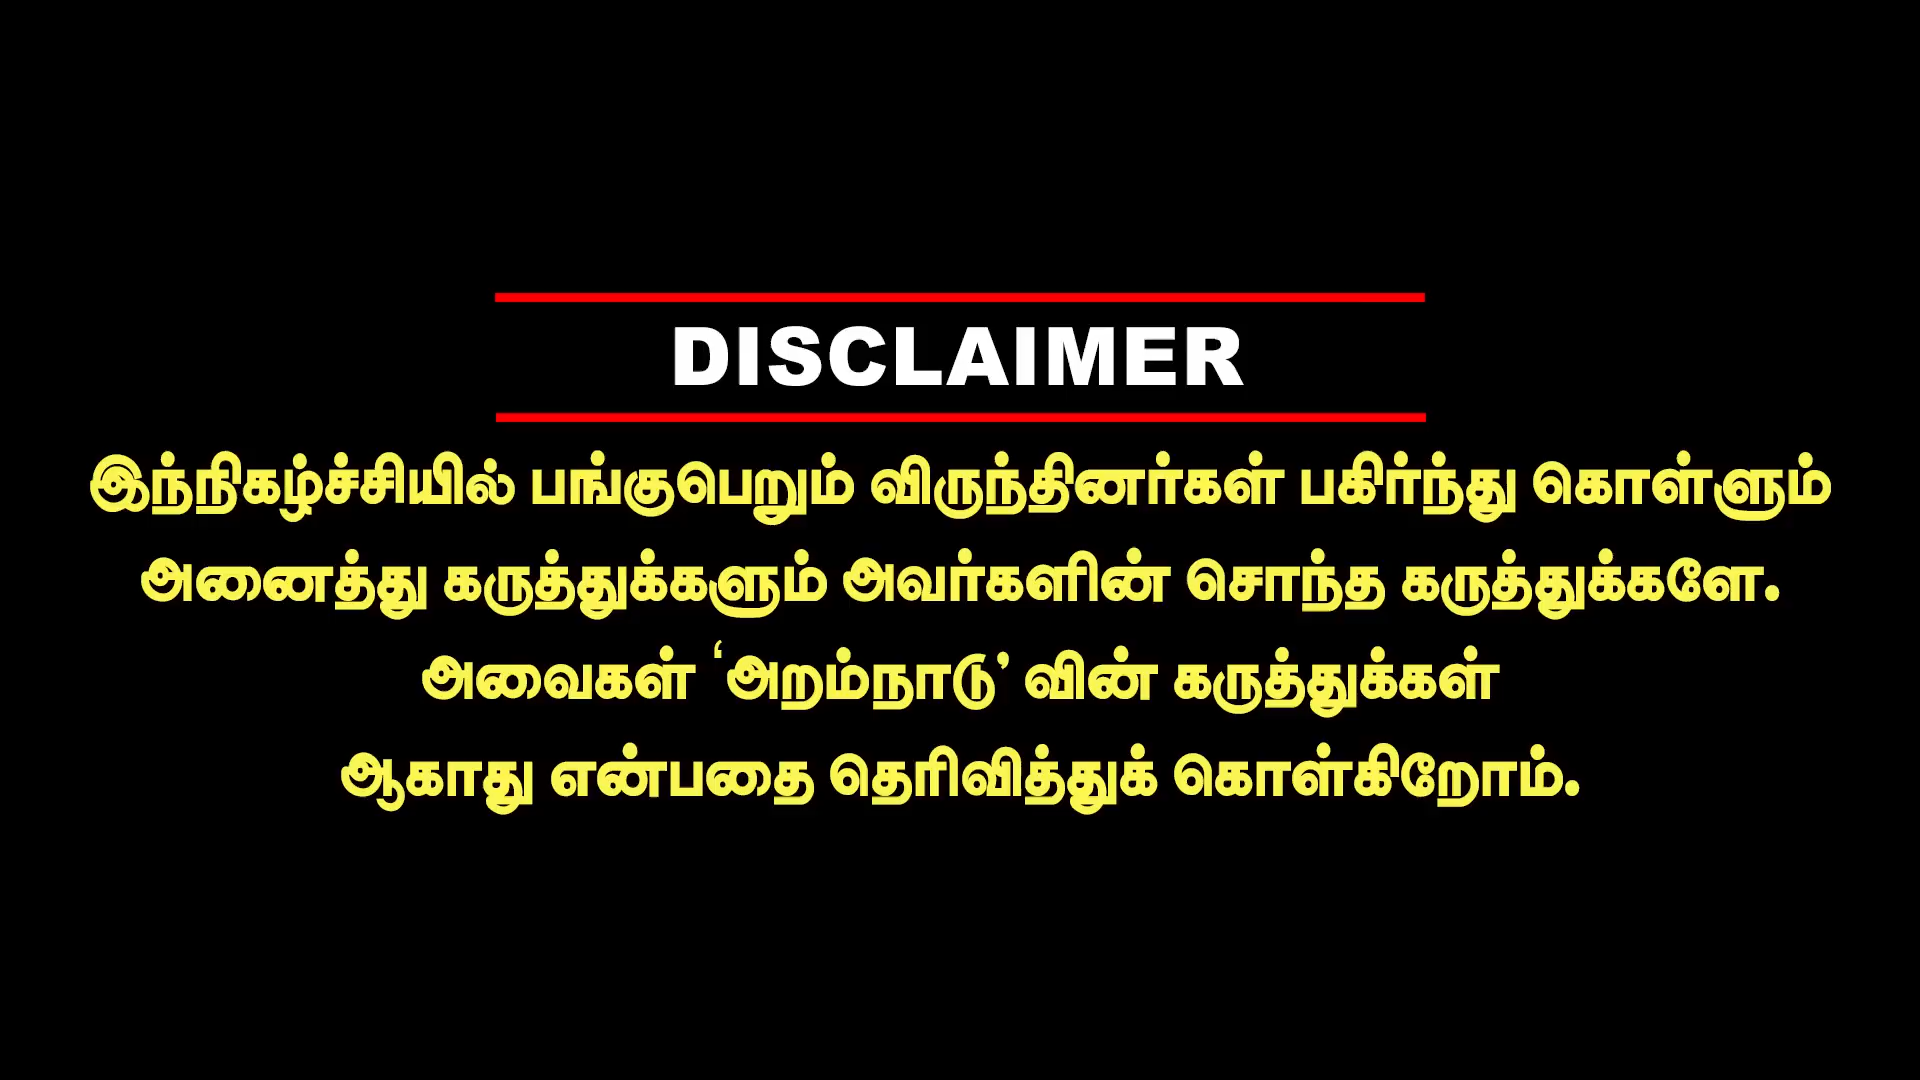 DISCLAIMER
இந்நிகழ்ச்சியில் பங்குபெறும் விருந்தினர்கள் பகிர்ந்து கொள்ளும்
அனைத்து கருத்துக்களும் அவர்களின் சொந்த கருத்துக்களே.
அவைகள் ‘அறம்நாடு’ வின் கருத்துக்கள்
ஆகாது என்பதை தெரிவித்துக் கொள்கிறோம்.